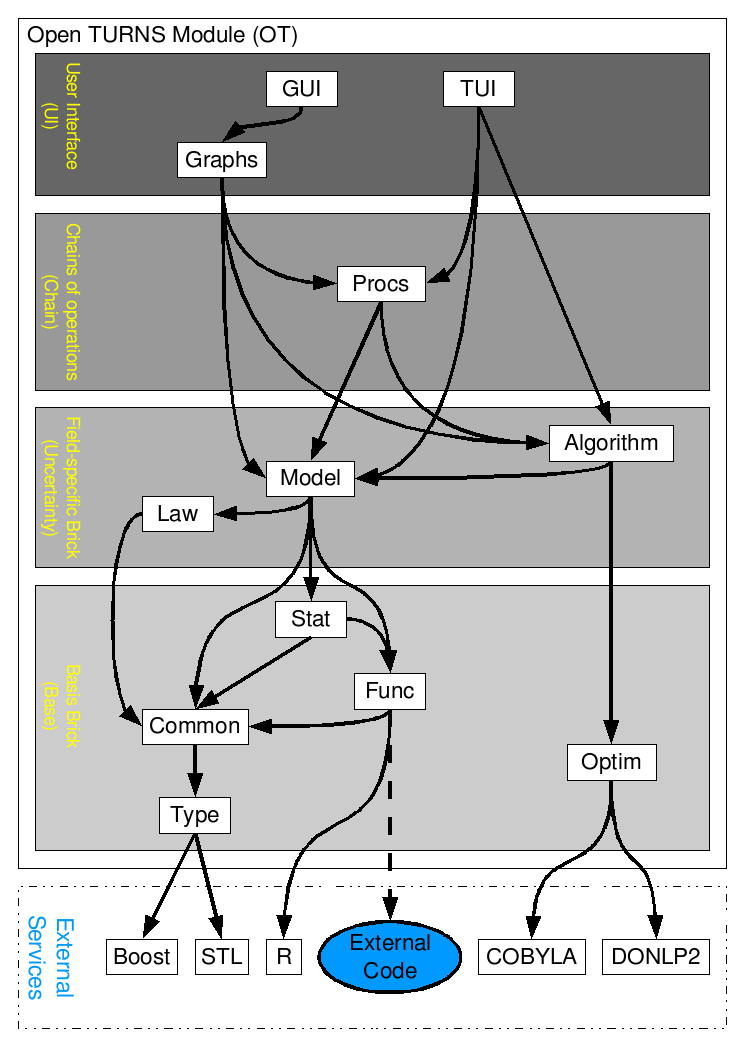 Open TURNS Module (OT)
User Interface
(UI)
GUI
TUI
Graphs
Chains of operations
(Chain)
Procs
Field-specific Brick
(Uncertainty)
Algorithm
Model
Law
Basis Brick
(Base)
Stat
Func
Common
Optim
Type
External
Services
Boost
STL
R
External
Code
COBYLA
DONLP2